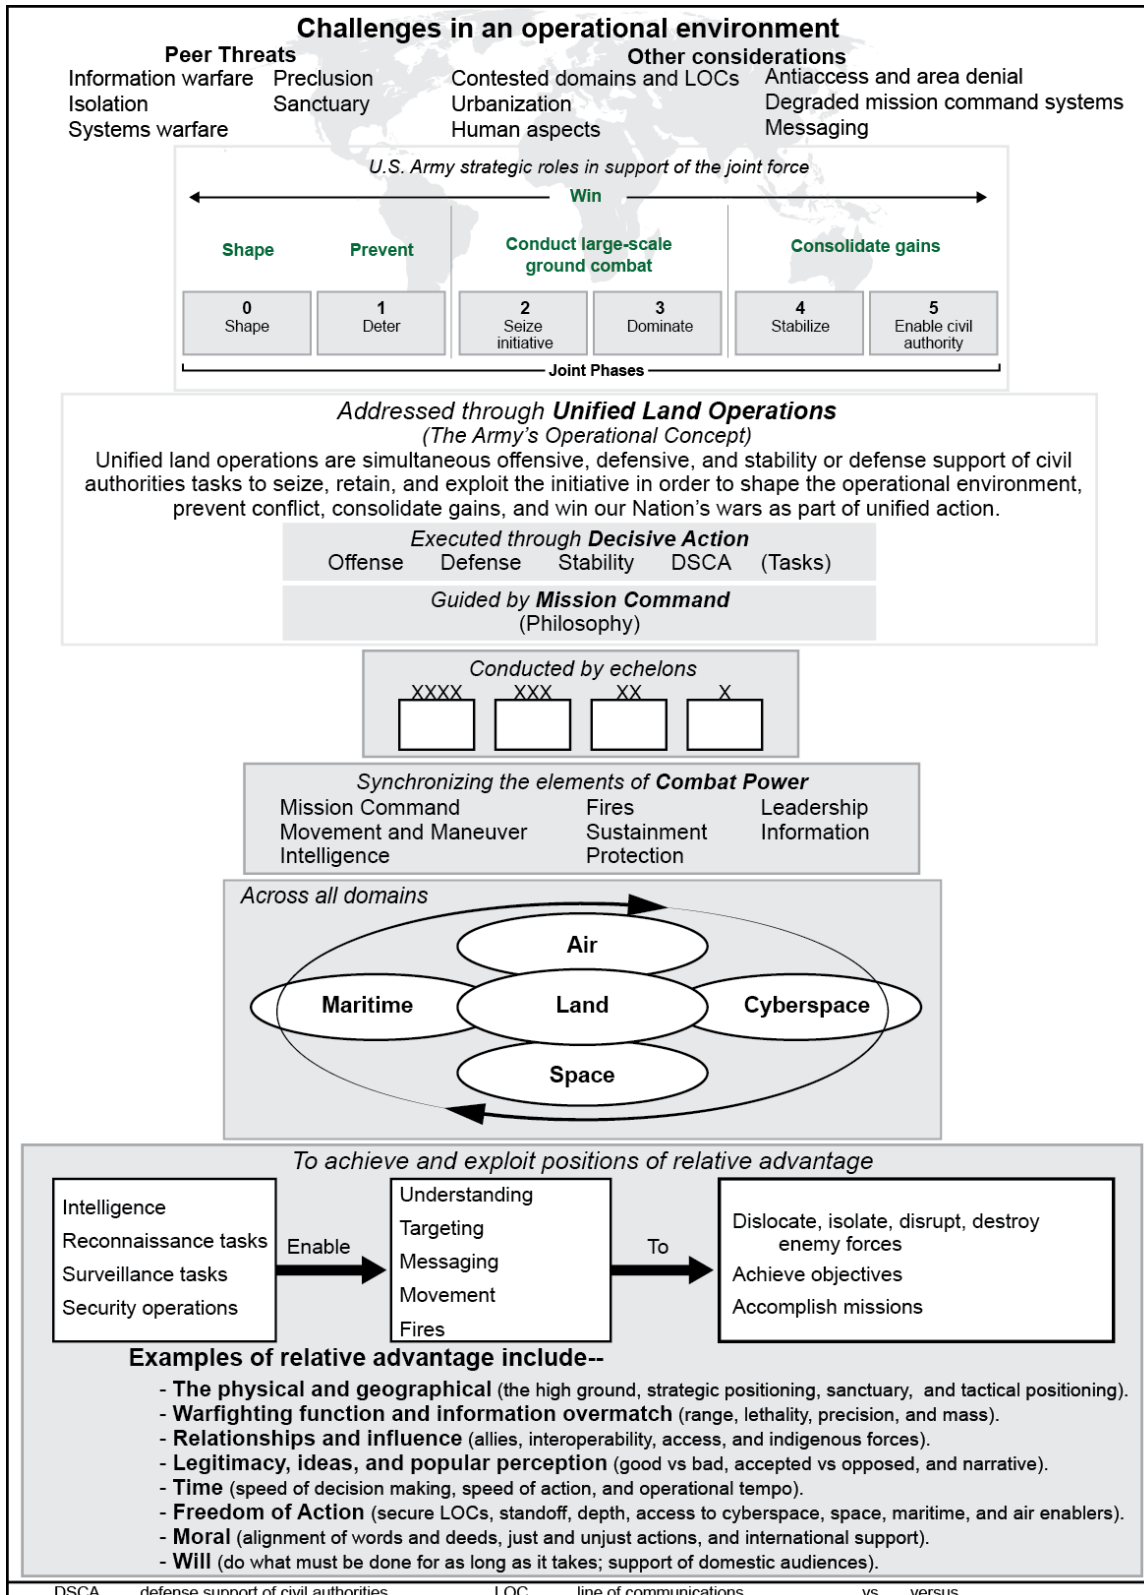 Challenges in an operational environment
Peer Threats
Other considerations
Information warfare Preclusion
Isolation Sanctuary
Systems warfare
Contested domains and LOCs Antiaccess and area denial
Urbanization Degraded mission command systems
Human aspects Messaging
U.S. Army strategic roles in support of the joint force
Win
Shape Prevent Conduct large-scale ground combat Consolidate gains
0 Shape
1 Deter
2 Seize initiative
3 Dominate
4 Stabilize
5 Enable civil authority
Joint Phases
Addressed through Unified Land Operations
(The Army's Operational Concept)
Unified land operations are simultaneous offensive, defensive, and stability or defense support of civil
authorities tasks to seize, retain, and exploit the initiative in order to shape the operational environment,
prevent conflict, consolidate gains, and win our Nation's wars as part of unified action.
Executed through Decisive Action
Offense Defense Stability DSCA (Tasks)
Guided by Mission Command
(Philosophy)
Conducted by echelons
XXXX XXX XX X
Synchronizing the elements of Combat Power
Mission Command Fires Leadership
Movement and Maneuver Sustainment Information
Intelligence Protection
Across all domains
Air
Maritime Land Cyberspace
Space
To achieve and exploit positions of relative advantage
Intelligence
Reconnaissance tasks
Surveillance tasks
Security operations
Enable
Understanding
Targeting
Messaging
Movement
Fires
To
Dislocate, isolate, disrupt, destroy
enemy forces
Achieve objectives
Accomplish missions
Examples of relative advantage include--
- The physical and geographical (the high ground, strategic positioning, sanctuary, and tactical positioning).
- Warfighting function and information overmatch (range, lethality, precision, and mass).
- Relationships and influence (allies, interoperability, access, and indigenous forces).
- Legitimacy, ideas, and popular perception (good vs bad, accepted vs opposed, and narrative).
- Time (speed of decision making, speed of action, and operational tempo).
- Freedom of Action (secure LOCs, standoff, depth, access to cyberspace, space, maritime, and air enablers).
- Moral (alignment of words and deeds, just and unjust actions, and international support).
- Will (do what must be done for as long as it takes; support of domestic audiences).
DSCA defense support of civil authorities LOC line of communications vs versus